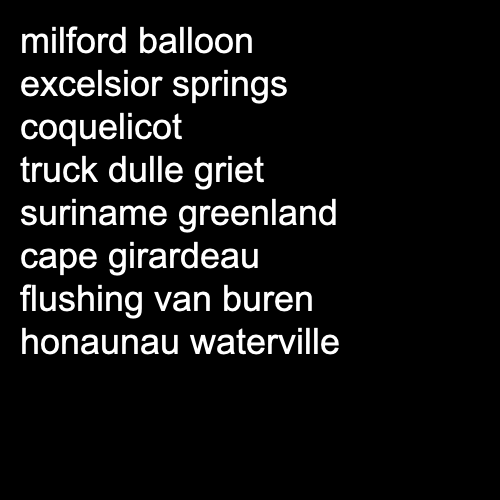 milford balloon
excelsior springs
coquelicot
truck dulle griet
suriname greenland
cape girardeau
flushing van buren
honaunau waterville